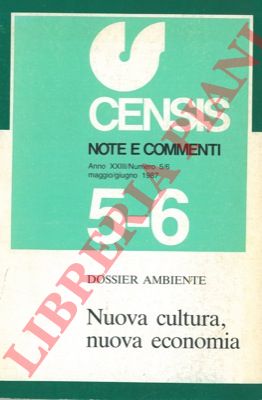 CENSIS
NOTE E COMMENTI
Anno XXIII/Numero 5/6
maggio/giugno 1987
5-6
DOSSIER AMBIENTE
Nuova cultura,
nuova economia
LIBRERIA PIANI